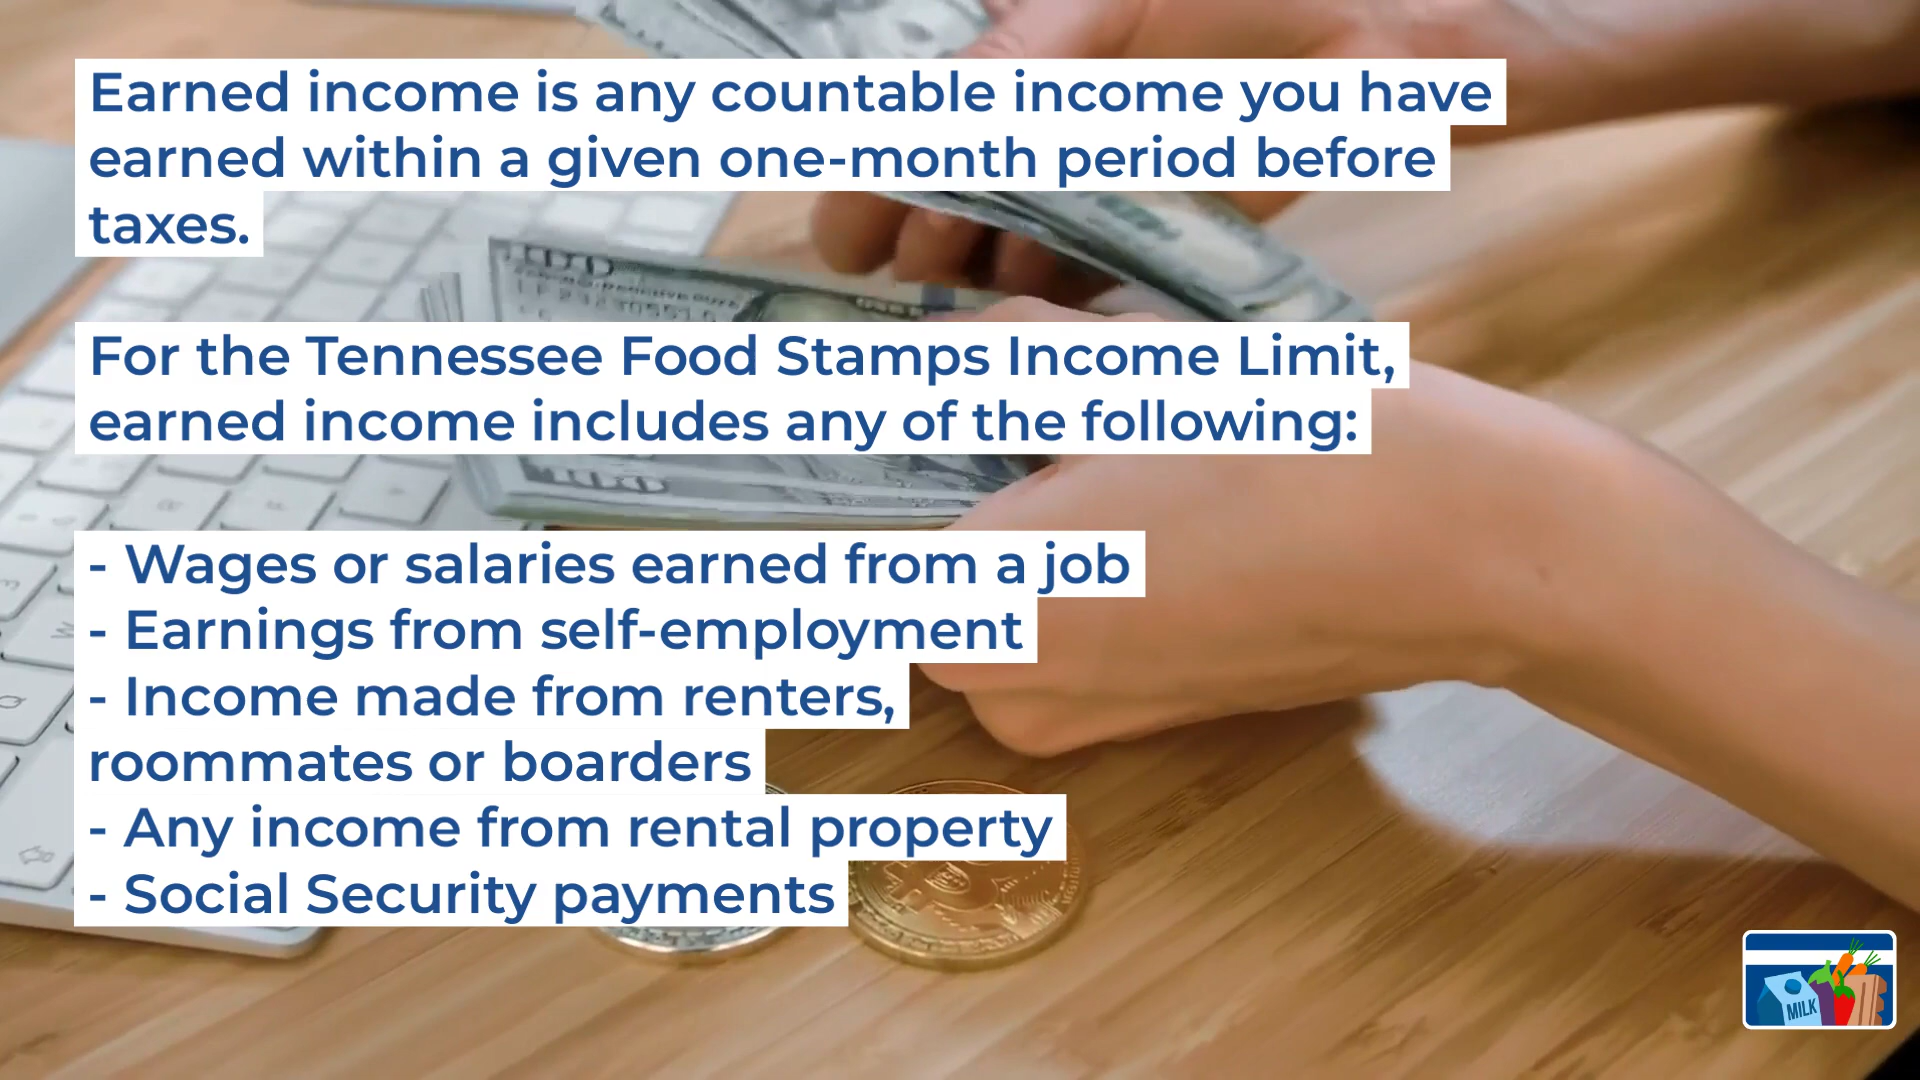 Earned income is any countable income you have
earned within a given one-month period before
taxes.
For the Tennessee Food Stamps Income Limit,
earned income includes any of the following:
- Wages or salaries earned from a job
- Earnings from self-employment
- Income made from renters,
roommates or boarders
- Any income from rental property
- Social Security payments
MILK